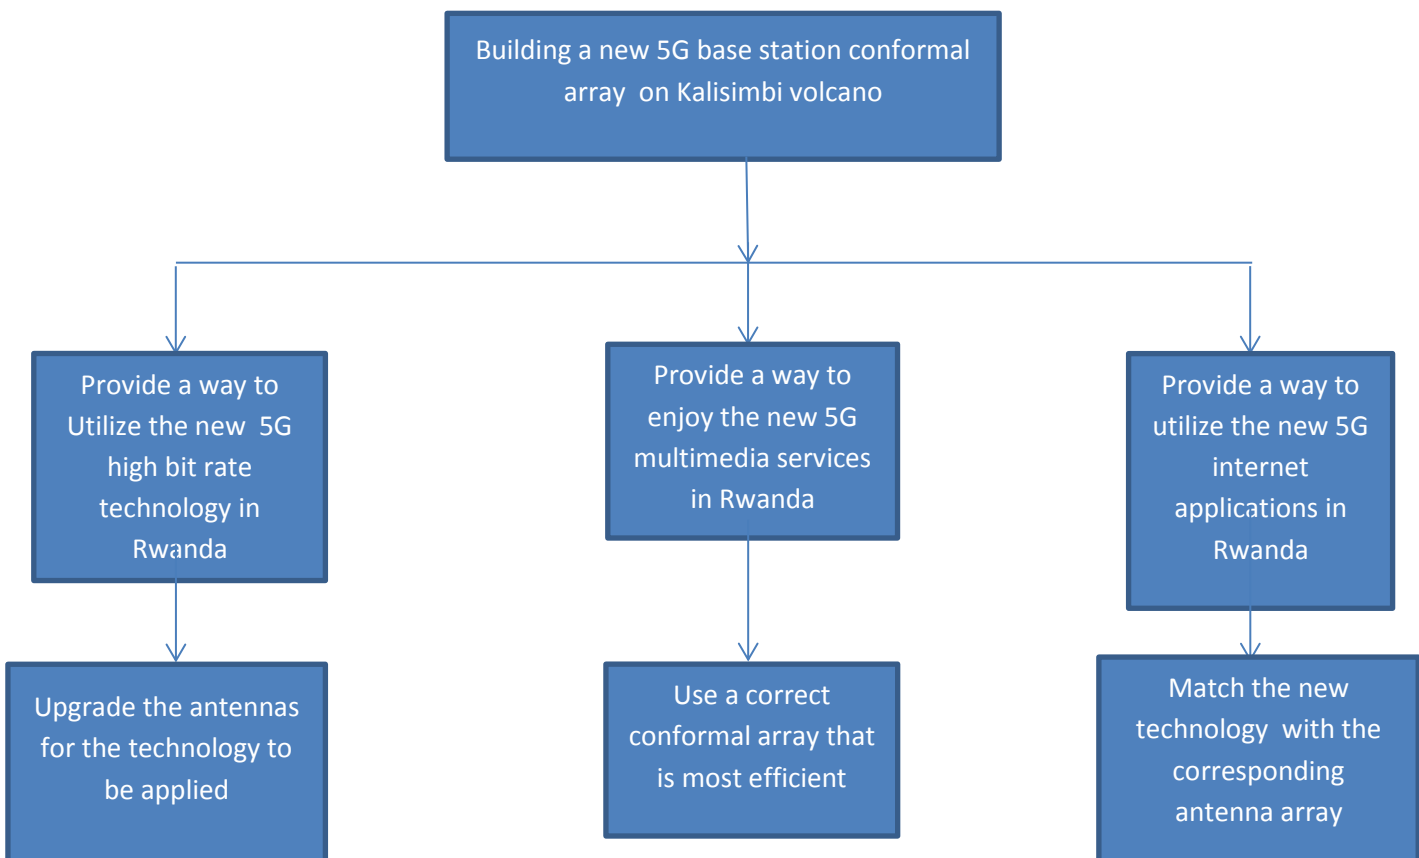 Building a new 5G base station conformal
array  on Kalisimbi volcano
Provide a way to
Utilize the new  5G
high bit rate
technology in
Rwanda
Provide a way to
enjoy the new 5G
multimedia services
in Rwanda
Provide a way to
utilize the new 5G
internet
applications in
Rwanda
Upgrade the antennas
for the technology to
be applied
Use a correct
conformal array that
is most efficient
Match the new
technology  with the
corresponding
antenna array